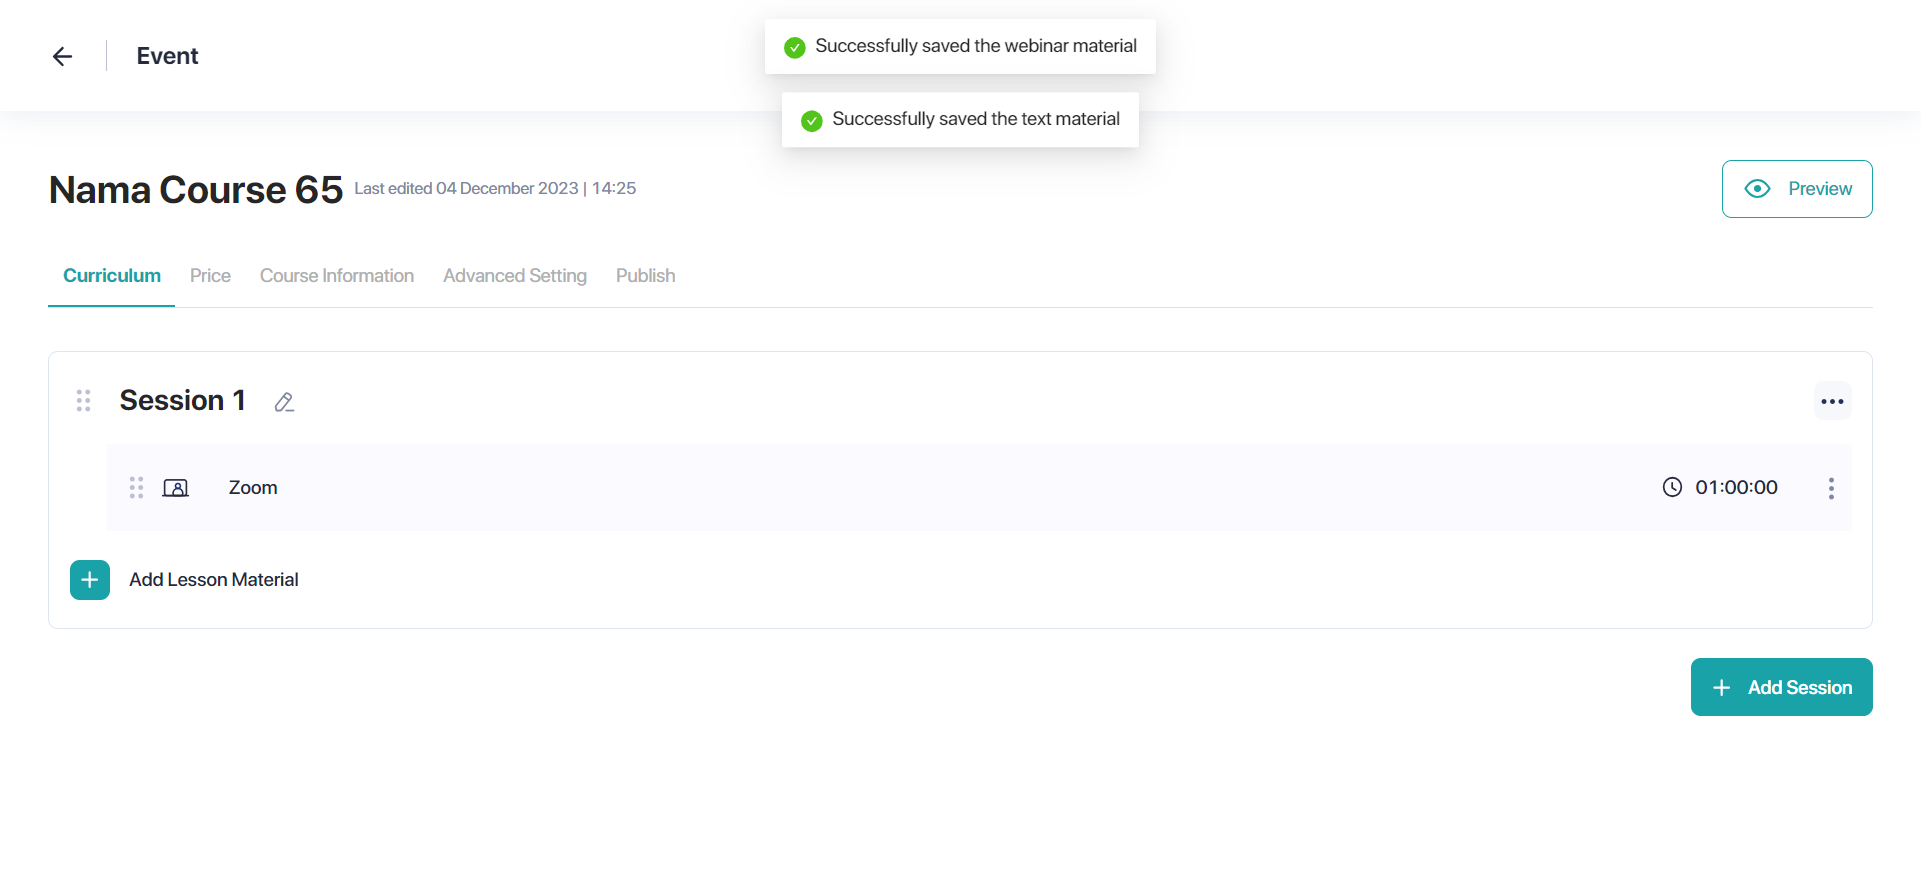 Event
Successfully saved the webinar material
Successfully saved the text material
Nama Course 65 Last edited 04 December 2023 | 14:25
Preview
Curriculum Price Course Information Advanced Setting Publish
Session 1
Zoom 01:00:00
Add Lesson Material
Add Session